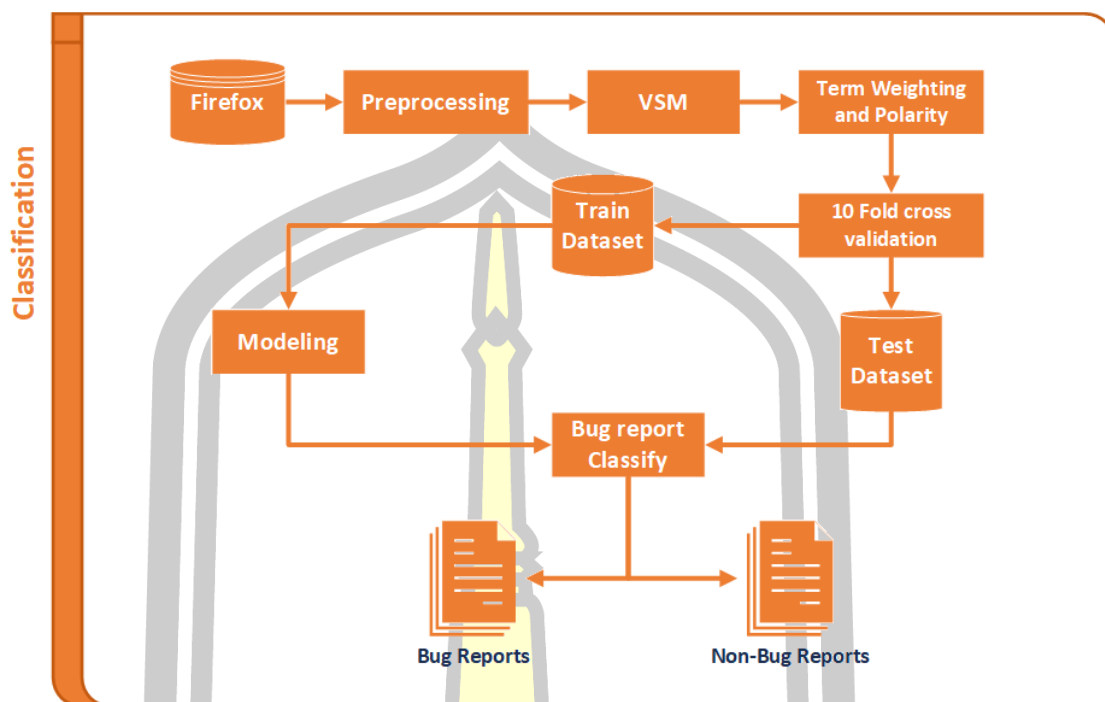 Classification
Firefox
Preprocessing
VSM
Term Weighting
and Polarity
Train
Dataset
10 Fold cross
validation
Modeling
Test
Dataset
Bug report
Classify
Bug Reports
Non-Bug Reports